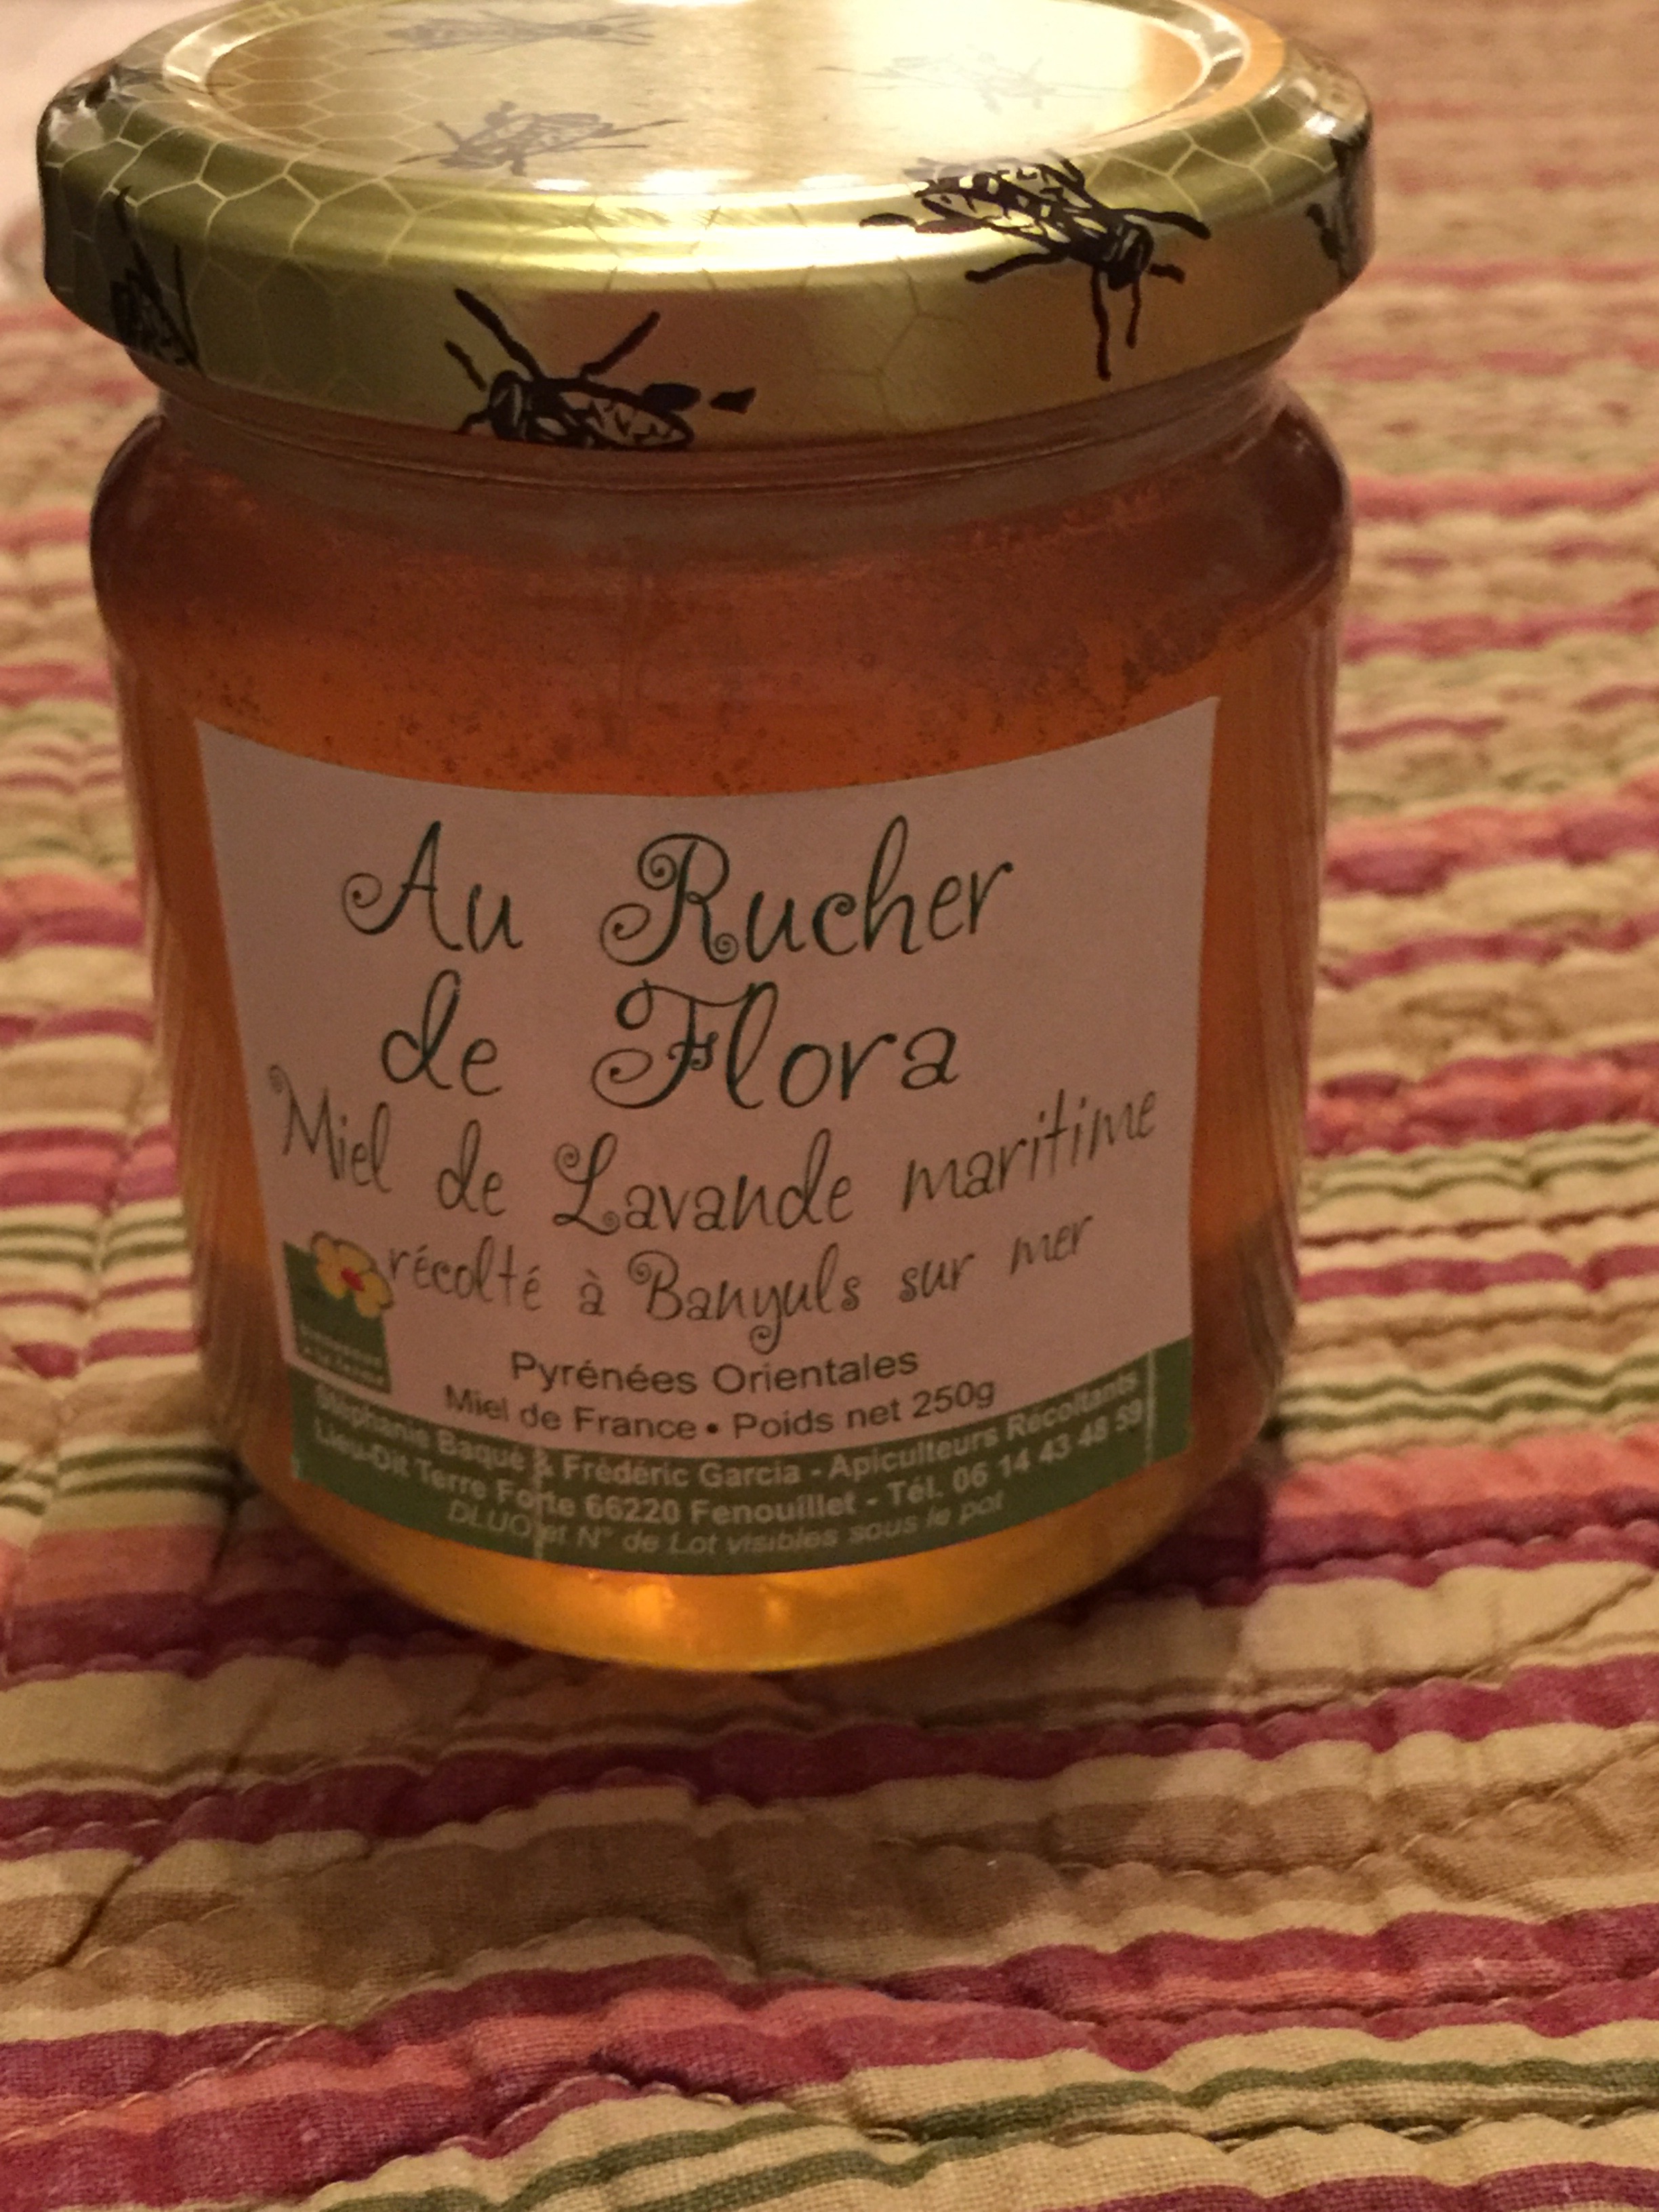 Au Rucher
de Flora
Miel de Lavande maritime
récolté à Banyuls sur mer
Pyrénées Orientales
Miel de France • Poids net 250g
Stéphanie Baqué & Frédéric Garcia - Apiculteurs Récoltants
Lieu-Dit Terre Forte 66220 Fenouillet - Tél. 06 14 43 48 59
DLUO et N° de Lot visibles sous le pot